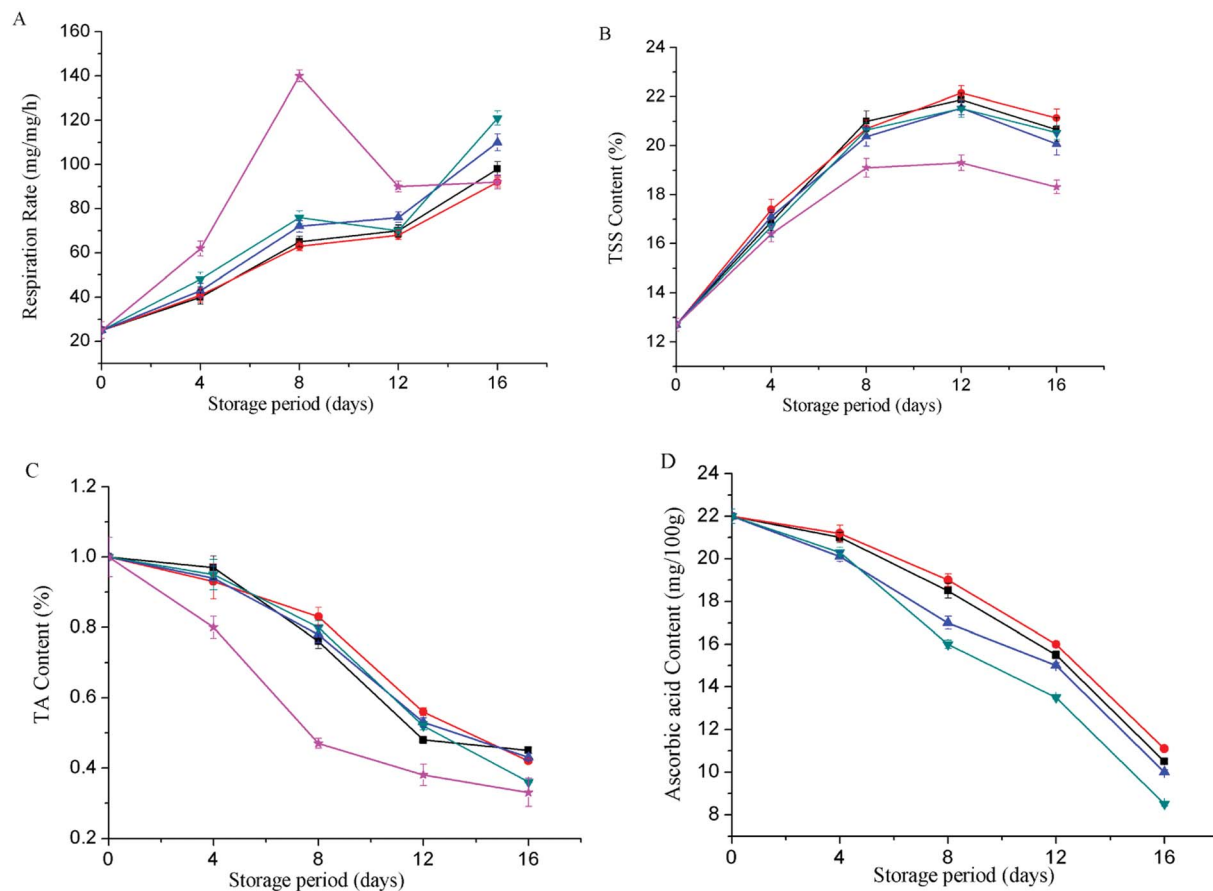 A
Respiration Rate (mg/mg/h)
160
140
120
100
80
60
40
20
0 4 8 12 16
Storage period (days)
B
TSS Content (%)
24
22
20
18
16
14
12
0 4 8 12 16
Storage period (days)
C
TA Content (%)
1.2
1.0
0.8
0.6
0.4
0.2
0 4 8 12 16
Storage period (days)
D
Ascorbic acid Content (mg/100g)
24
22
20
18
16
14
12
10
8
0 4 8 12 16
Storage period (days)